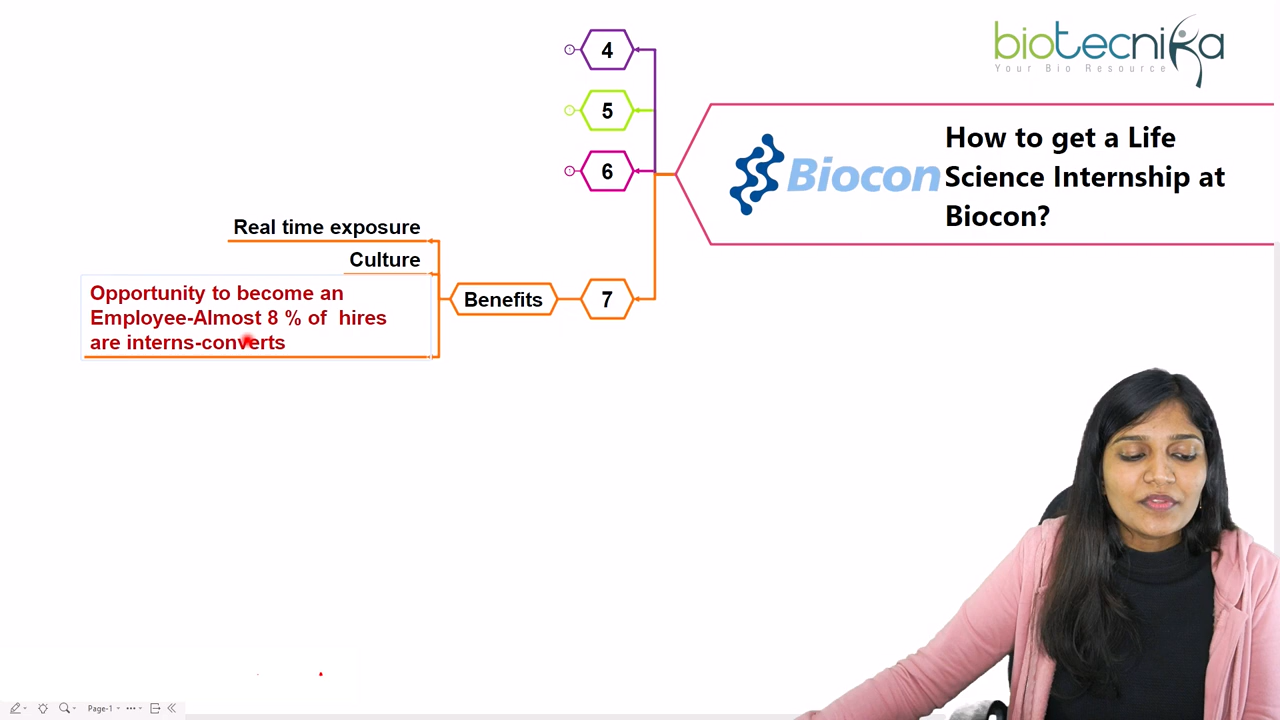 biotecnika
Your Bio Resource
4
5
6
Biocon
How to get a Life
Science Internship at
Biocon?
Real time exposure
Culture
Opportunity to become an
Employee-Almost 8 % of  hires
are interns-converts
Benefits
7
Page-1